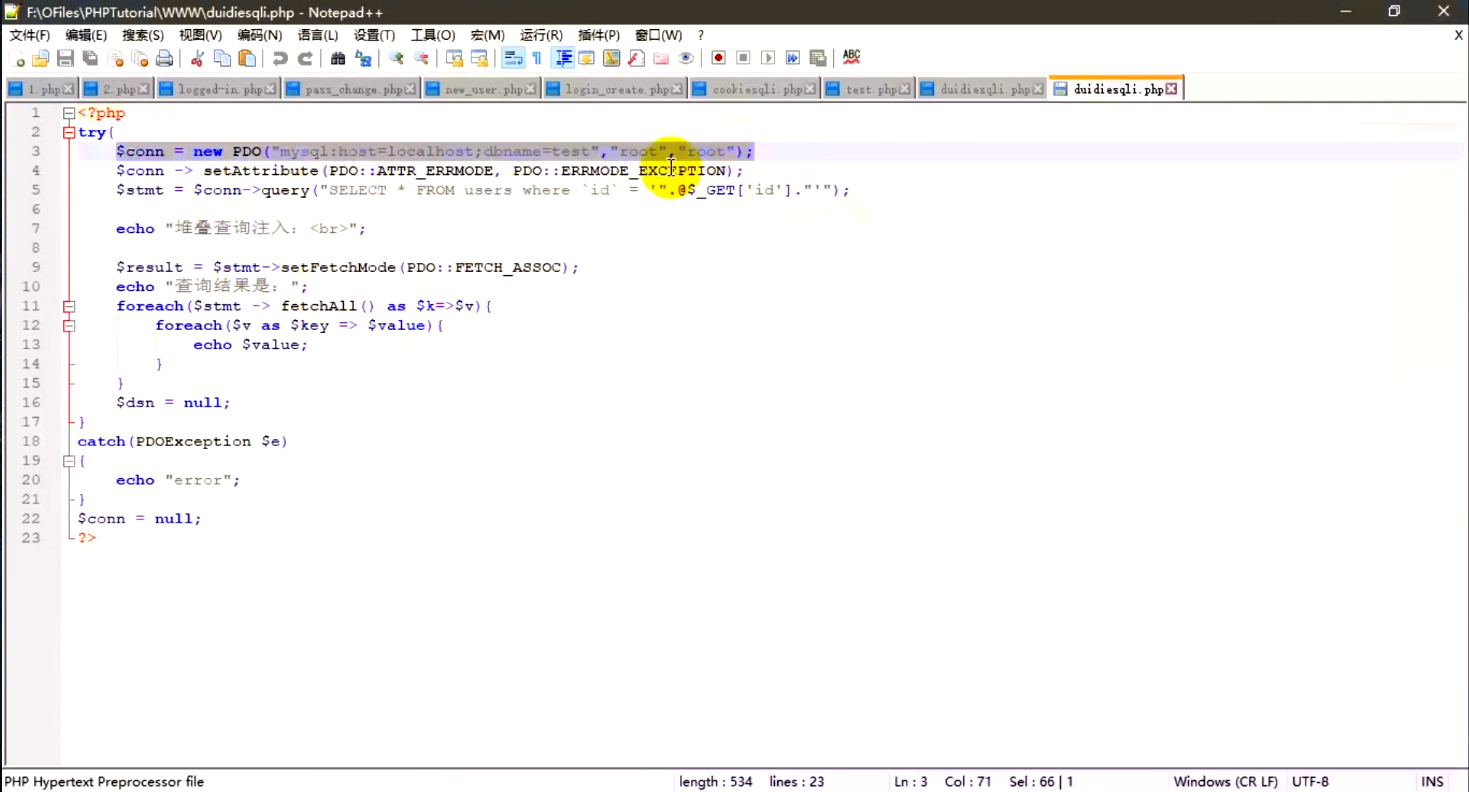 F:\OFiles\PHPTutorial\WWW\duidiesqli.php - Notepad++
文件(F) 编辑(E) 搜索(S) 视图(V) 编码(N) 语言(L) 设置(T) 工具(O) 宏(M) 运行(R) 插件(P) 窗口(W) ? X
1.php 2.php logged-in.php pass_change.php new_user.php login_create.php cookiesqli.php test.php duidiesqli.php duidiesqli.php
1 <?php
2 try{
3 $conn = new PDO("mysql:host=localhost;dbname=test","root","root");
4 $conn -> setAttribute(PDO::ATTR_ERRMODE, PDO::ERRMODE_EXCEPTION);
5 $stmt = $conn->query("SELECT * FROM users where `id` = '".@$_GET['id']."'");
6
7 echo "堆叠查询注入：<br>";
8
9 $result = $stmt->setFetchMode(PDO::FETCH_ASSOC);
10 echo "查询结果是：";
11 foreach($stmt -> fetchAll() as $k=>$v){
12 foreach($v as $key => $value){
13 echo $value;
14 }
15 }
16 $dsn = null;
17 }
18 catch(PDOException $e)
19 {
20 echo "error";
21 }
22 $conn = null;
23 ?>
PHP Hypertext Preprocessor file length : 534 lines : 23 Ln : 3 Col : 71 Sel : 66 | 1 Windows (CR LF) UTF-8 INS